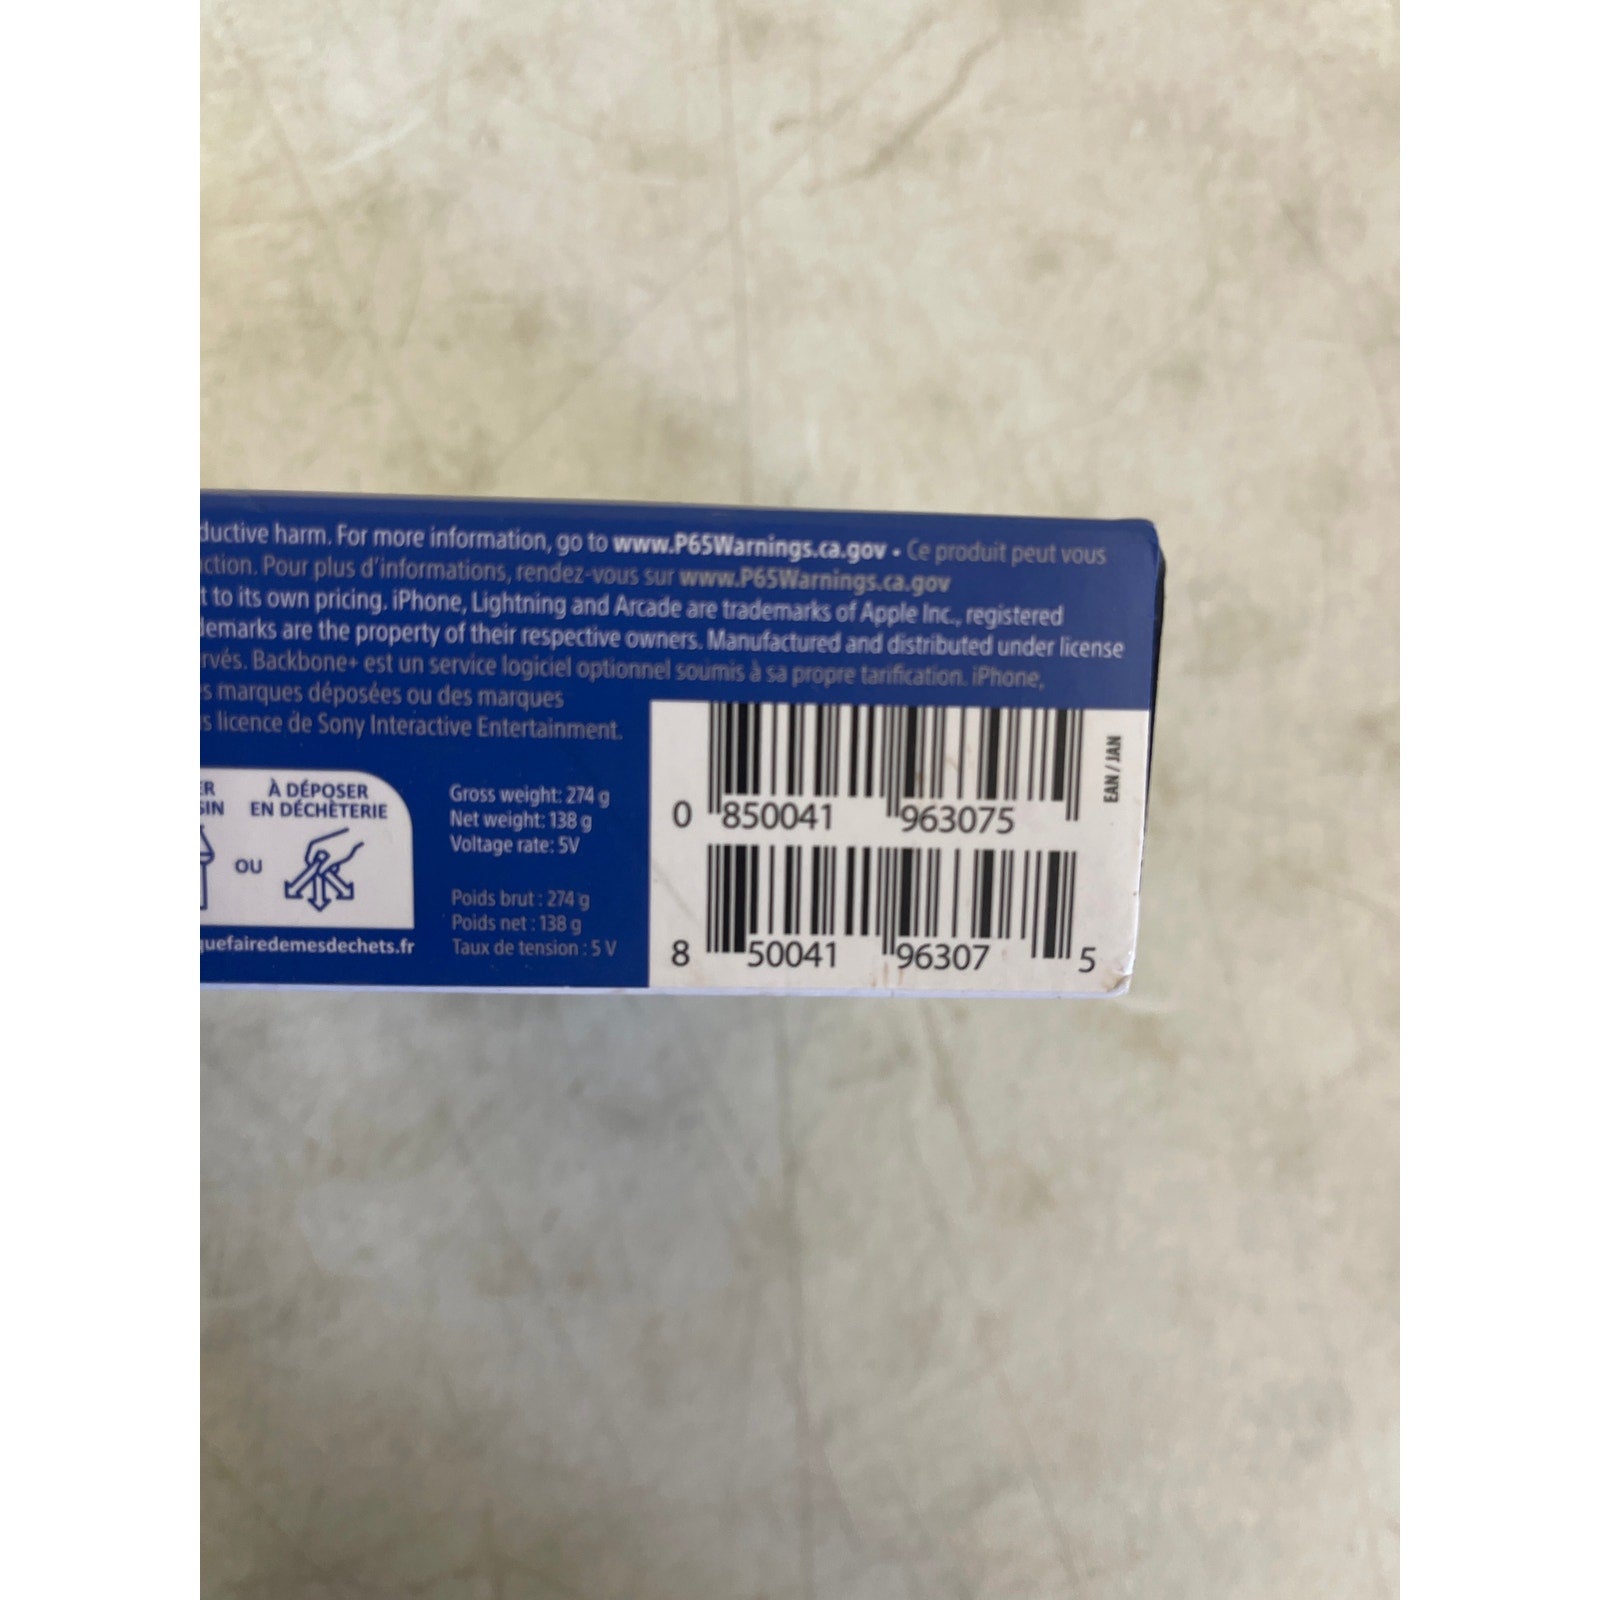 ductive harm. For more information, go to www.P65Warnings.ca.gov • Ce produit peut vous
ction. Pour plus d'informations, rendez-vous sur www.P65Warnings.ca.gov
t to its own pricing. iPhone, Lightning and Arcade are trademarks of Apple Inc., registered
demarks are the property of their respective owners. Manufactured and distributed under license
rvés. Backbone+ est un service logiciel optionnel soumis à sa propre tarification. iPhone,
s marques déposées ou des marques
s licence de Sony Interactive Entertainment.
ER
SIN
À DÉPOSER
EN DÉCHÈTERIE
OU
quefairedemesdechets.fr
Gross weight: 274 g
Net weight: 138 g
Voltage rate: 5V
Poids brut : 274 g
Poids net : 138 g
Taux de tension : 5 V
0 850041 963075
EAN / JAN
8 50041 96307 5